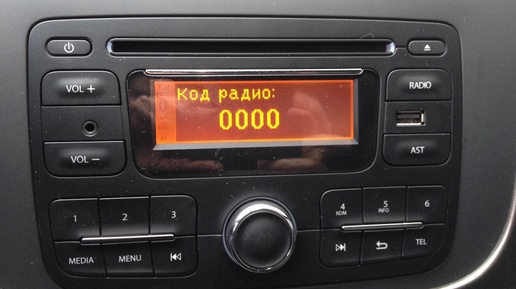 VOL +
VOL –
Код радио:
0000
RADIO
AST
1 2 3
MEDIA MENU
4 RDM 5 INFO 6
TEL